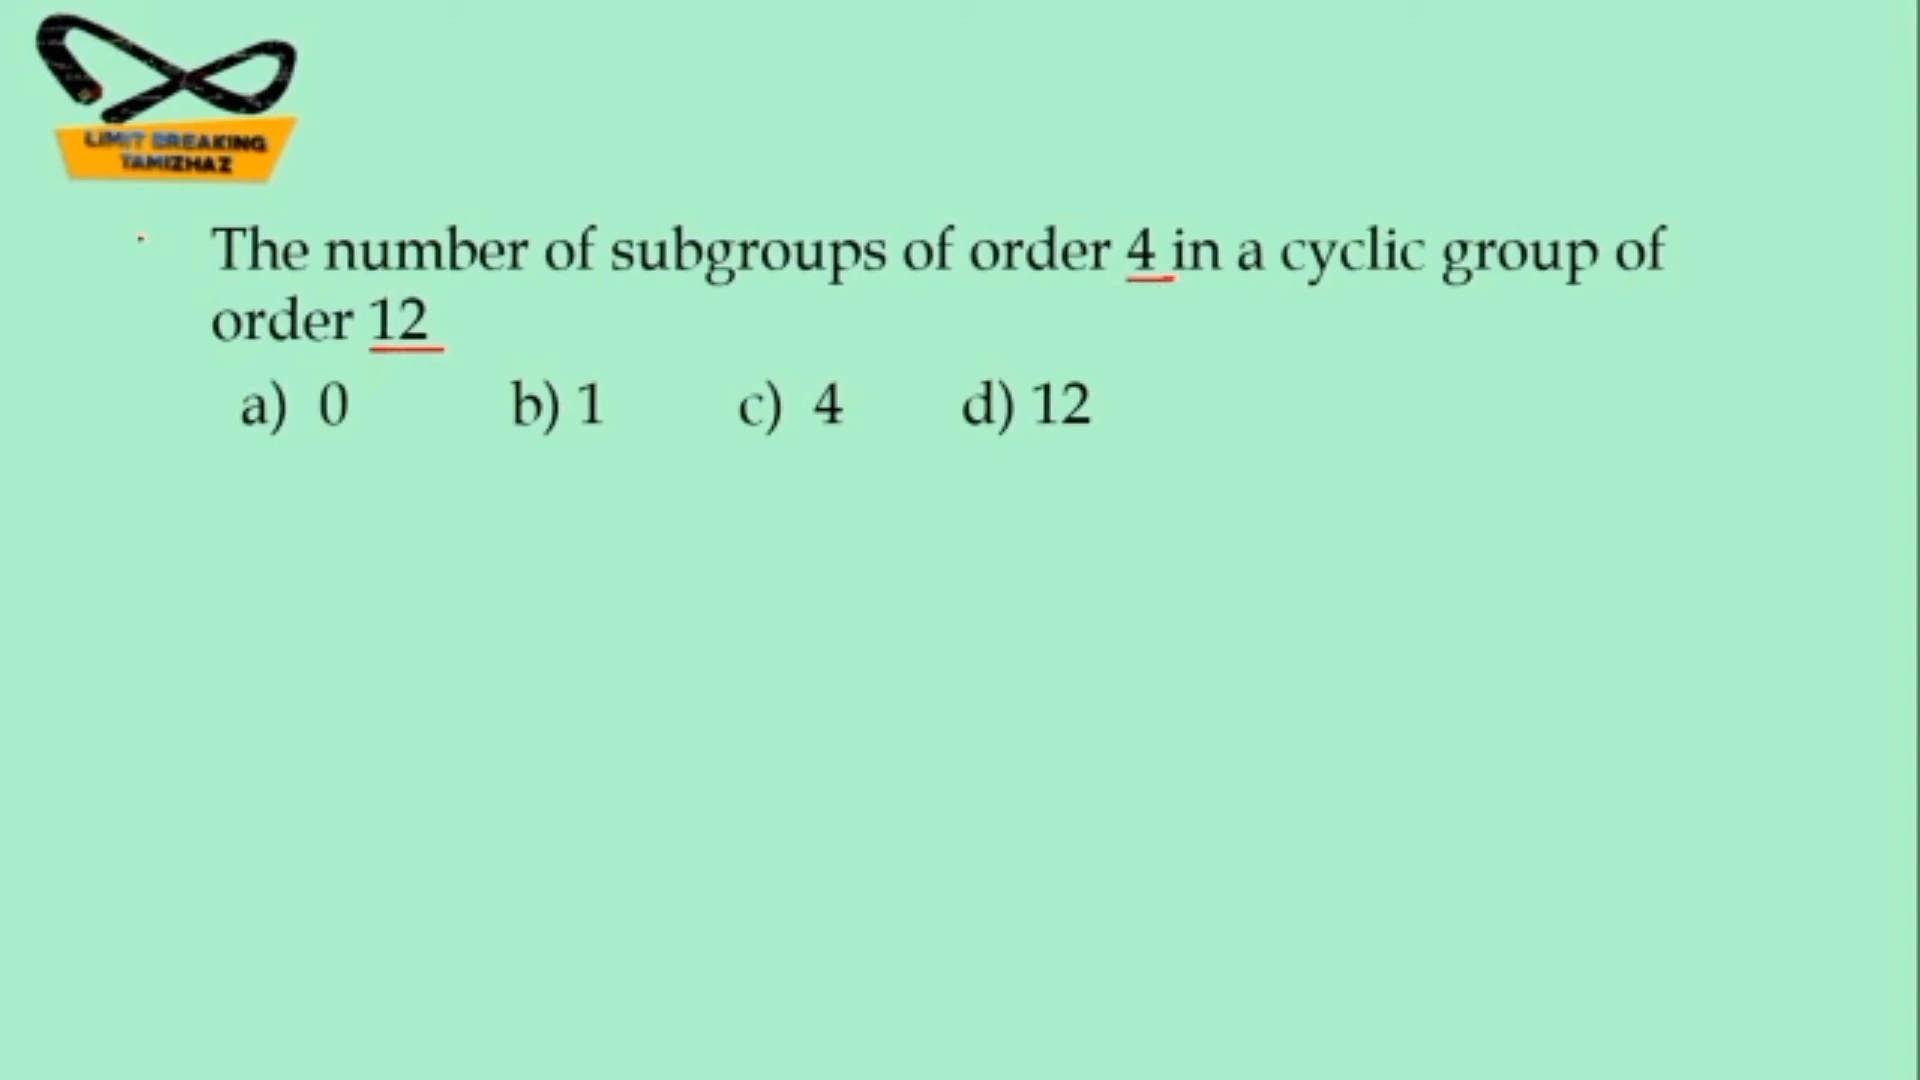 LIMIT BREAKING
TAMIZHAZ
The number of subgroups of order 4 in a cyclic group of
order 12
a) 0 b) 1 c) 4 d) 12